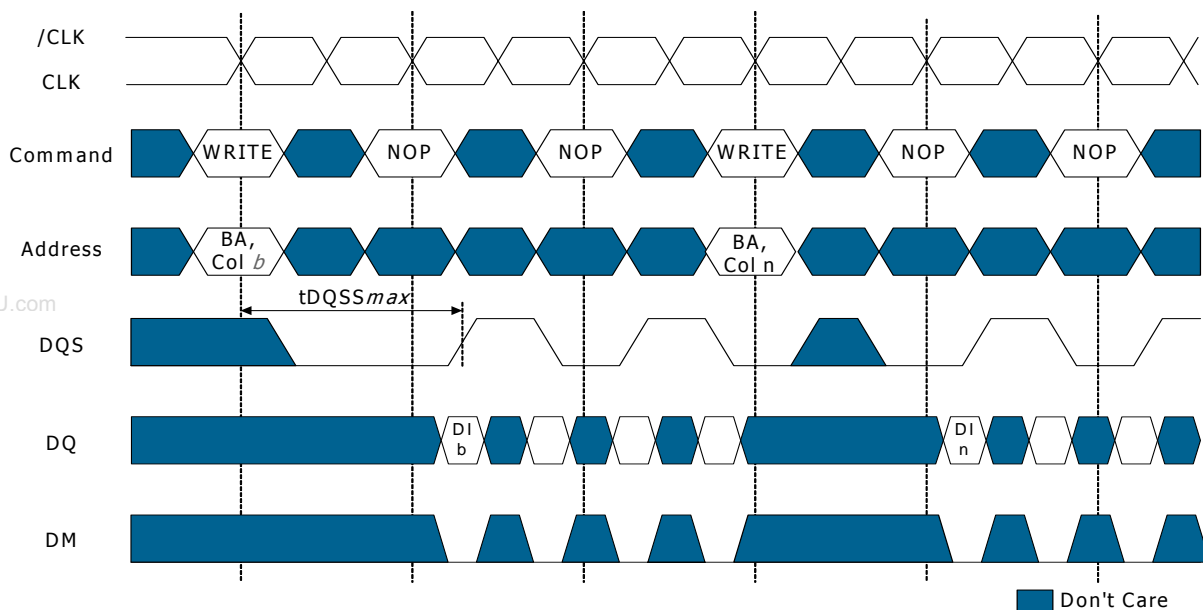 /CLK
CLK
Command
WRITE
NOP
NOP
WRITE
NOP
NOP
Address
BA,
Col b
BA,
Col n
U.com
tDQSSmax
DQS
DQ
DI
b
DI
n
DM
Don't Care